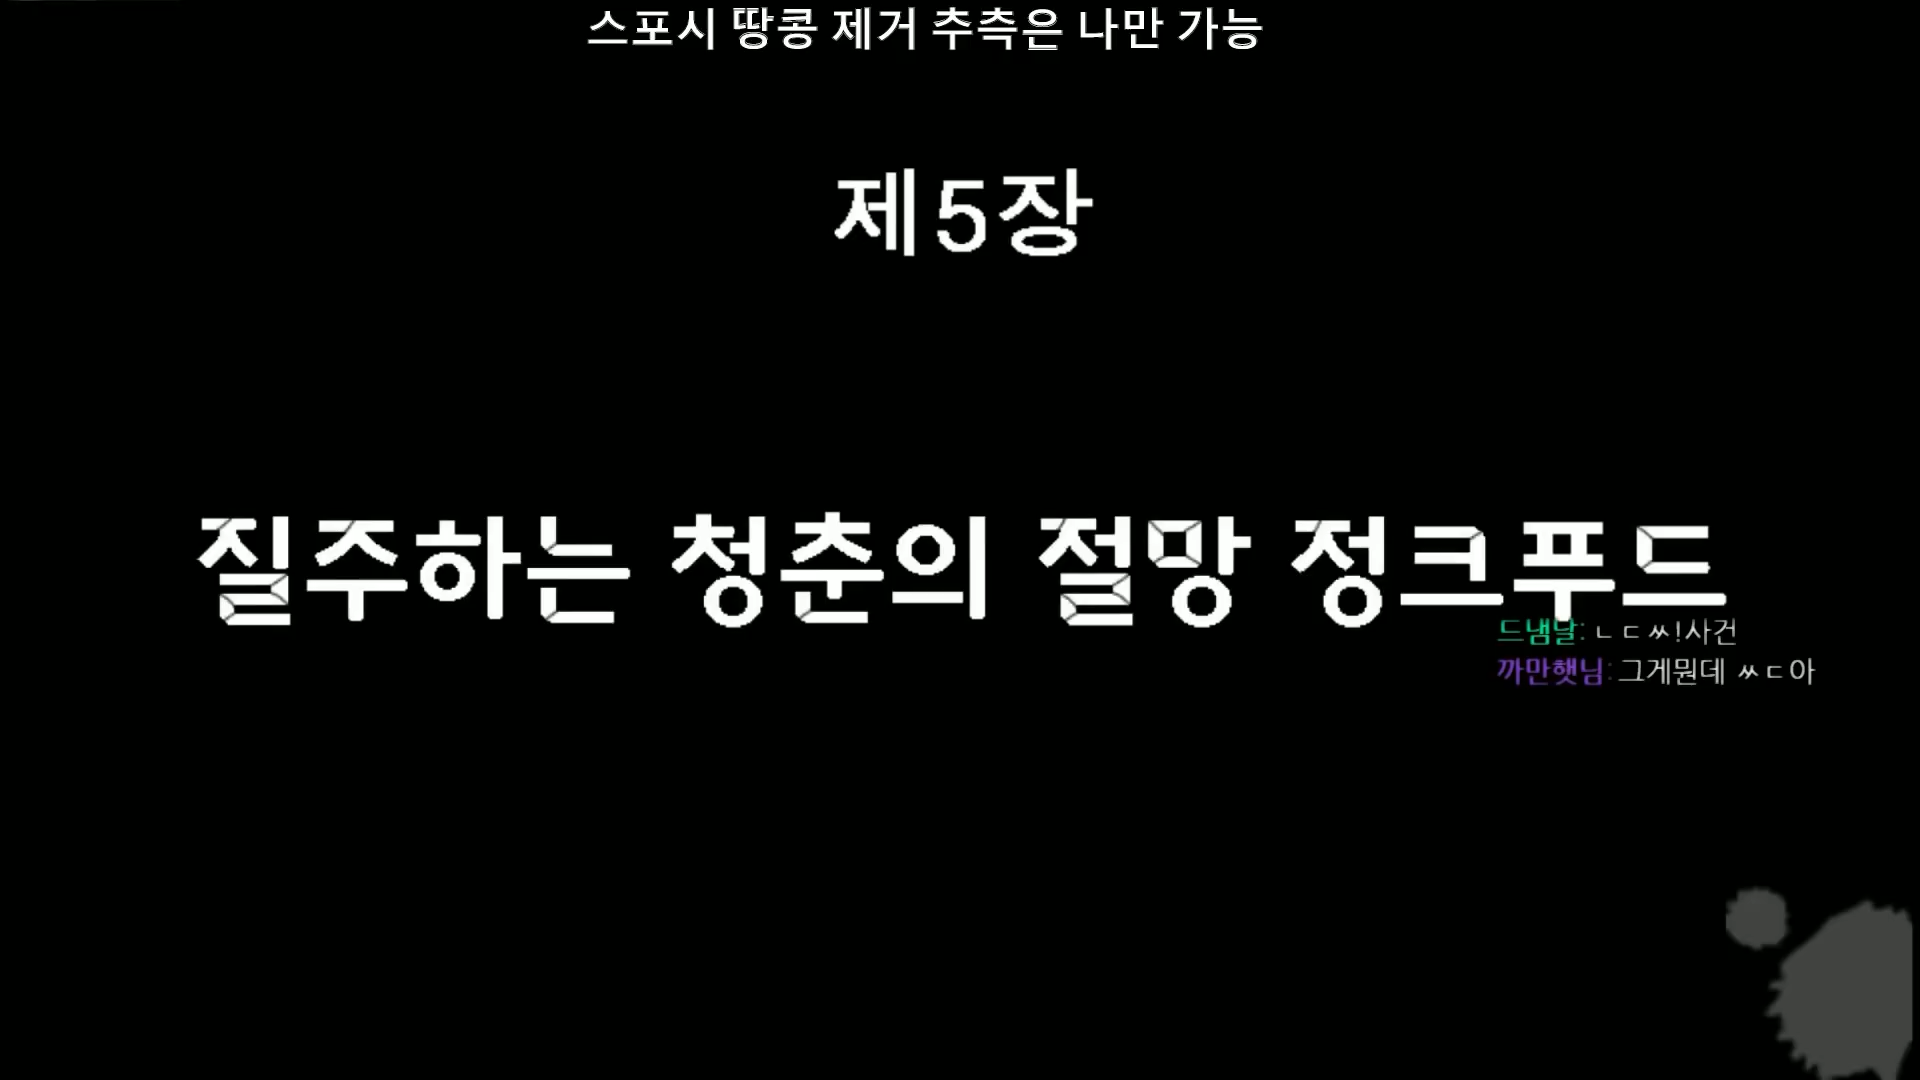 스포시 땅콩 제거 추측은 나만 가능
제5장
질주하는 청춘의 절망 정크푸드
드냄달: ㄴㄷㅆ!사건
까만햇님: 그게뭔데 ㅆㄷ아